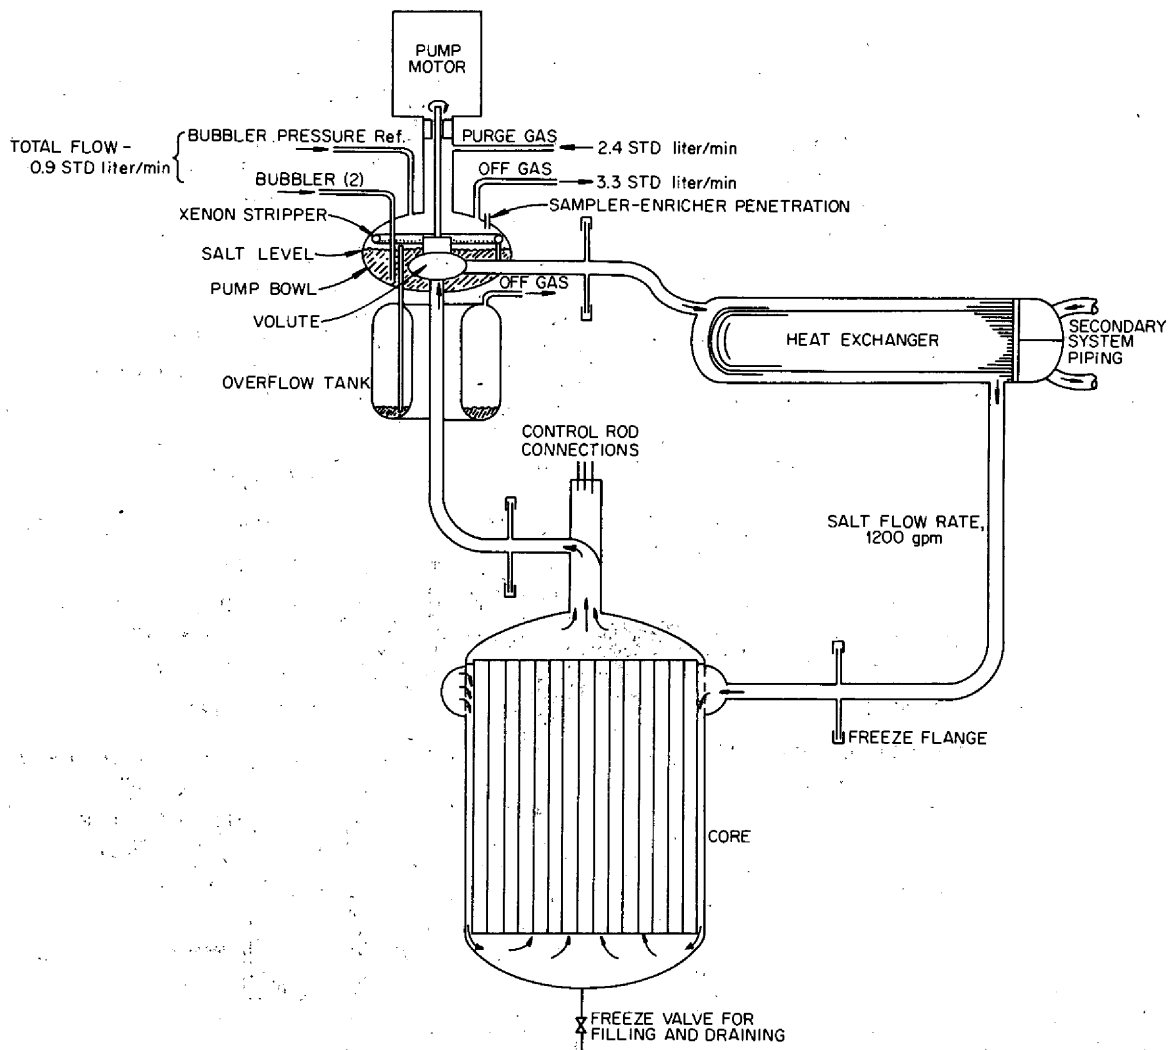 PUMP
MOTOR
BUBBLER PRESSURE Ref.
PURGE GAS
TOTAL FLOW –
0.9 STD liter/min
2.4 STD liter/min
OFF GAS
BUBBLER (2)
3.3 STD liter/min
XENON STRIPPER
SAMPLER-ENRICHER PENETRATION
SALT LEVEL
PUMP BOWL
OFF GAS
VOLUTE
HEAT EXCHANGER
SECONDARY
SYSTEM
PIPING
OVERFLOW TANK
CONTROL ROD
CONNECTIONS
SALT FLOW RATE,
1200 gpm
FREEZE FLANGE
CORE
FREEZE VALVE FOR
FILLING AND DRAINING